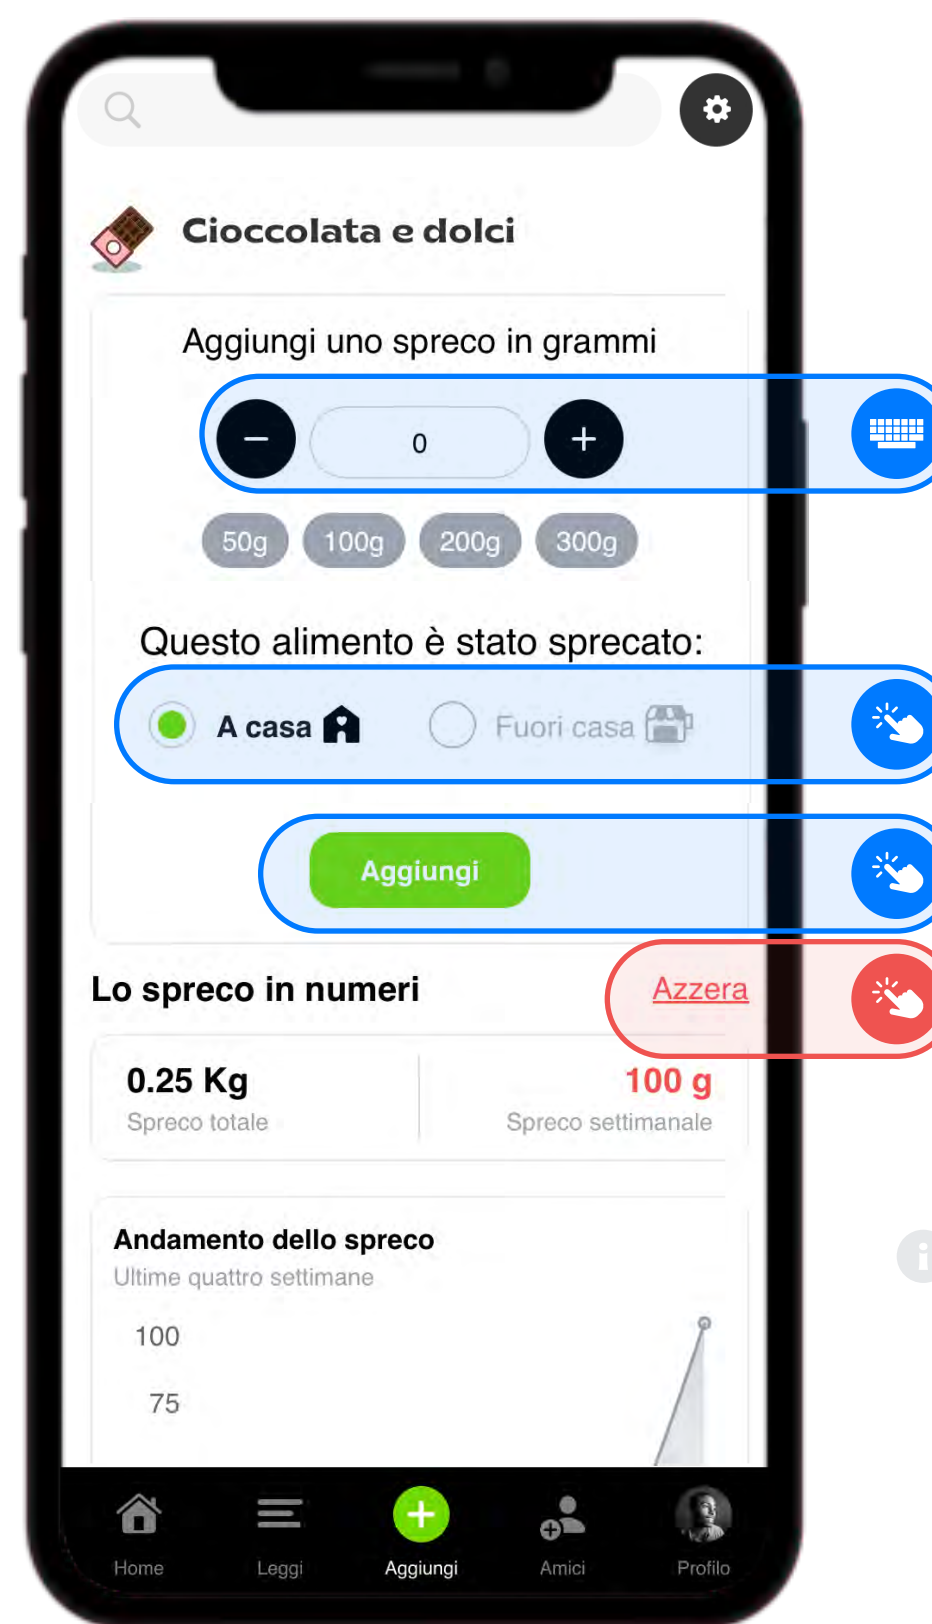 Cioccolata e dolci
Aggiungi uno spreco in grammi
− 0 +
50g 100g 200g 300g
Questo alimento è stato sprecato:
A casa Fuori casa
Aggiungi
Lo spreco in numeri Azzera
0.25 Kg 100 g
Spreco totale Spreco settimanale
Andamento dello spreco
Ultime quattro settimane
100
75
Home Leggi Aggiungi Amici Profilo